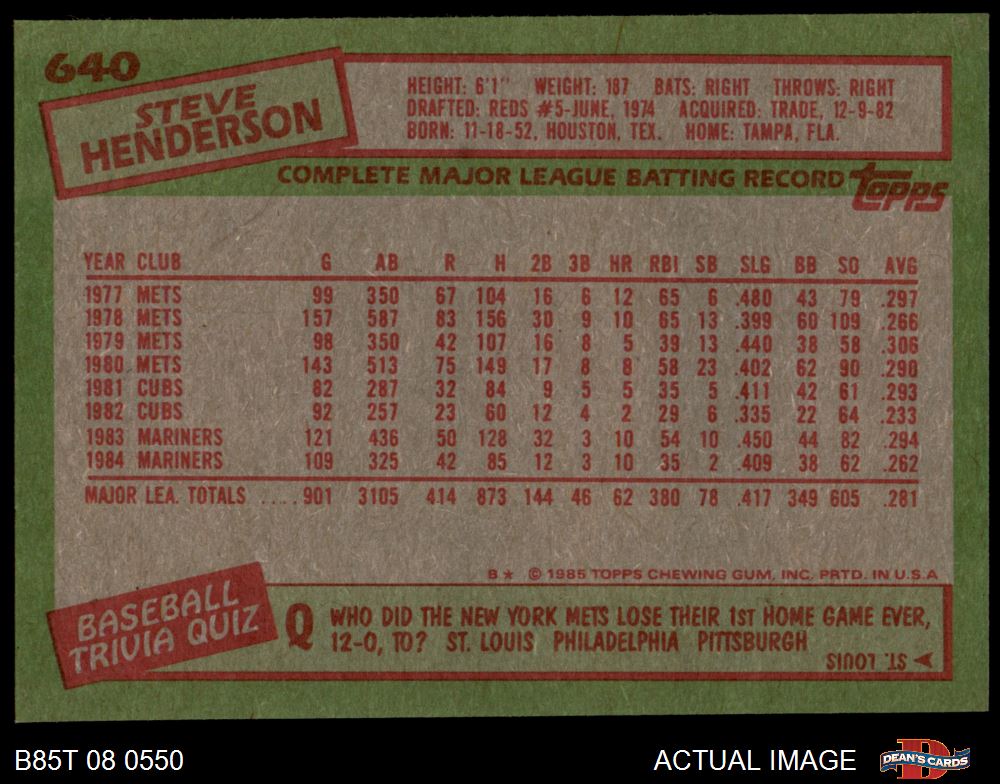 640
STEVE
HENDERSON
HEIGHT: 6'1" WEIGHT: 187 BATS: RIGHT THROWS: RIGHT
DRAFTED: REDS #5-JUNE, 1974 ACQUIRED: TRADE, 12-9-82
BORN: 11-18-52, HOUSTON, TEX. HOME: TAMPA, FLA.
COMPLETE MAJOR LEAGUE BATTING RECORD topps
YEAR CLUB G AB R H 2B 3B HR RBI SB SLG BB SO AVG
1977 METS 99 350 67 104 16 6 12 65 6 .480 43 79 .297
1978 METS 157 587 83 156 30 9 10 65 13 .399 60 109 .266
1979 METS 98 350 42 107 16 8 5 39 13 .440 38 58 .306
1980 METS 143 513 75 149 17 8 8 58 23 .402 62 90 .290
1981 CUBS 82 287 32 84 9 5 5 35 5 .411 42 61 .293
1982 CUBS 92 257 23 60 12 4 2 29 6 .335 22 64 .233
1983 MARINERS 121 436 50 128 32 3 10 54 10 .450 44 82 .294
1984 MARINERS 109 325 42 85 12 3 10 35 2 .409 38 62 .262
MAJOR LEA. TOTALS .... 901 3105 414 873 144 46 62 380 78 .417 349 605 .281
B* © 1985 TOPPS CHEWING GUM, INC. PRTD. IN U.S.A
BASEBALL
TRIVIA QUIZ
Q WHO DID THE NEW YORK METS LOSE THEIR 1ST HOME GAME EVER,
12-0, TO? ST. LOUIS PHILADELPHIA PITTSBURGH
ST. LOUIS
B85T 08 0550 ACTUAL IMAGE DEAN'S CARDS